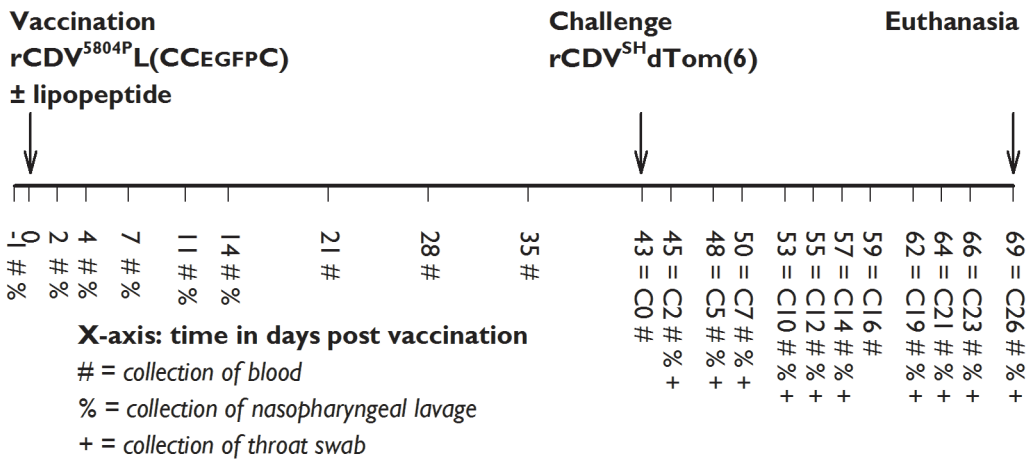 Vaccination
rCDV⁵⁸⁰⁴ᴾL(CCEGFPC)
± lipopeptide
Challenge
rCDVˢᴴdTom(6)
Euthanasia
-1 # %
0
2 # %
4 # %
7 # %
11 # %
14 # %
21 #
28 #
35 #
43 = C0 #
45 = C2 # % +
48 = C5 # % +
50 = C7 # % +
53 = C10 # % +
55 = C12 # % +
57 = C14 # % +
59 = C16 #
62 = C19 # % +
64 = C21 # % +
66 = C23 # % +
69 = C26 # % +
X-axis: time in days post vaccination
# = collection of blood
% = collection of nasopharyngeal lavage
+ = collection of throat swab